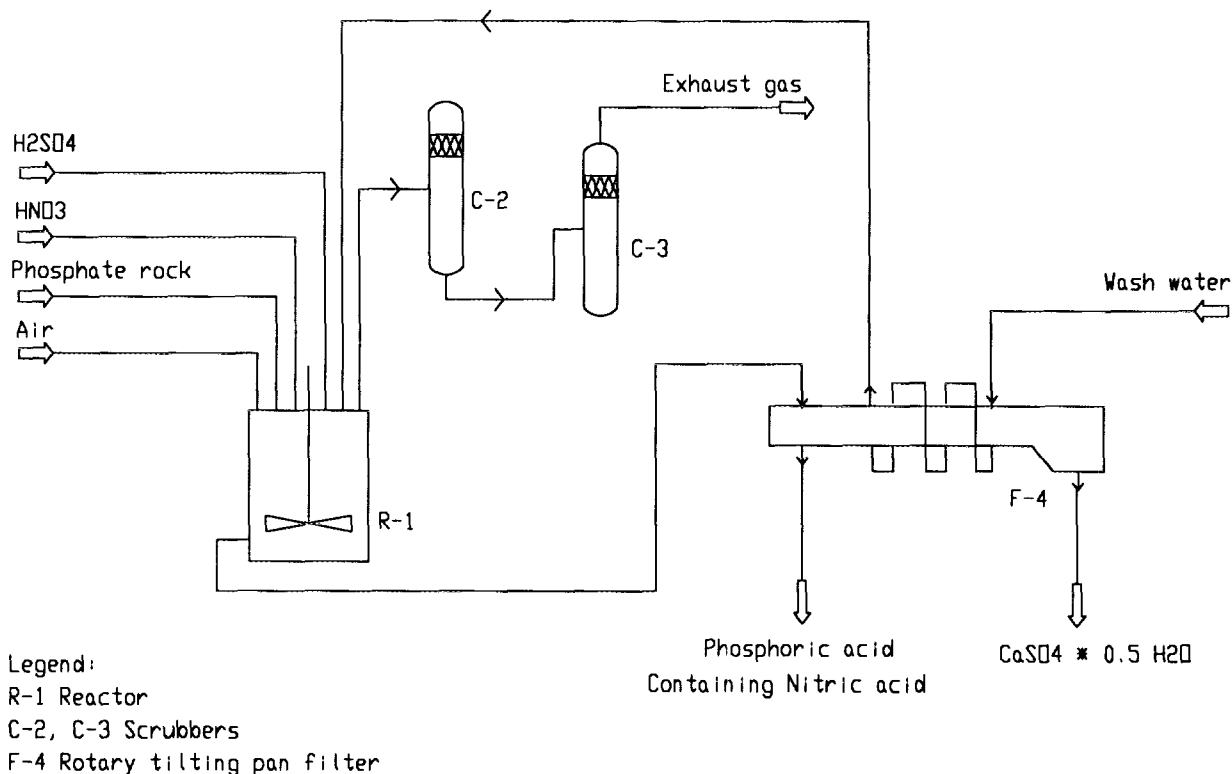 Exhaust gas
H2SO4
C-2
HNO3
C-3
Phosphate rock
Wash water
Air
F-4
R-1
Phosphoric acid
Containing Nitric acid
CaSO4 * 0.5 H2O
Legend:
R-1 Reactor
C-2, C-3 Scrubbers
F-4 Rotary tilting pan filter